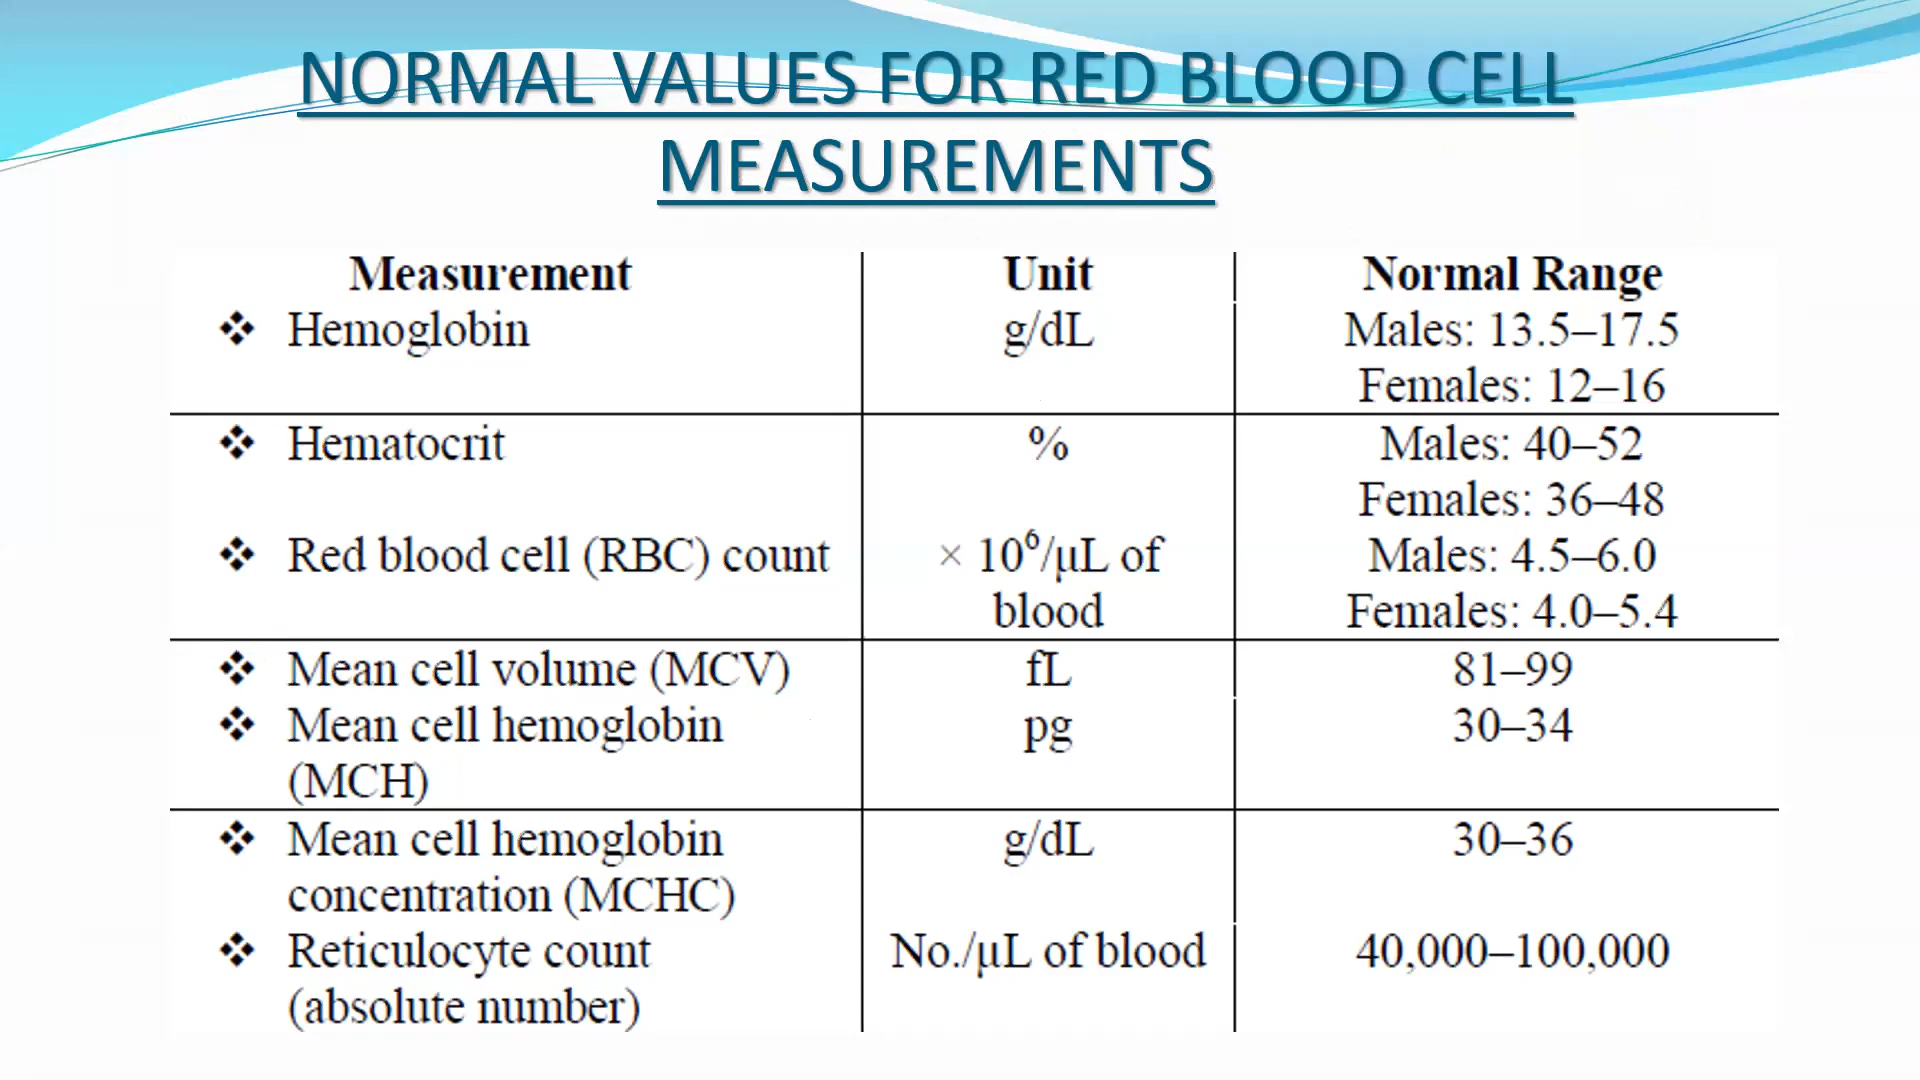 NORMAL VALUES FOR RED BLOOD CELL
MEASUREMENTS
Measurement Unit Normal Range
❖ Hemoglobin g/dL Males: 13.5–17.5
Females: 12–16
❖ Hematocrit % Males: 40–52
Females: 36–48
❖ Red blood cell (RBC) count × 10⁶/µL of Males: 4.5–6.0
blood Females: 4.0–5.4
❖ Mean cell volume (MCV) fL 81–99
❖ Mean cell hemoglobin pg 30–34
(MCH)
❖ Mean cell hemoglobin g/dL 30–36
concentration (MCHC)
❖ Reticulocyte count No./µL of blood 40,000–100,000
(absolute number)